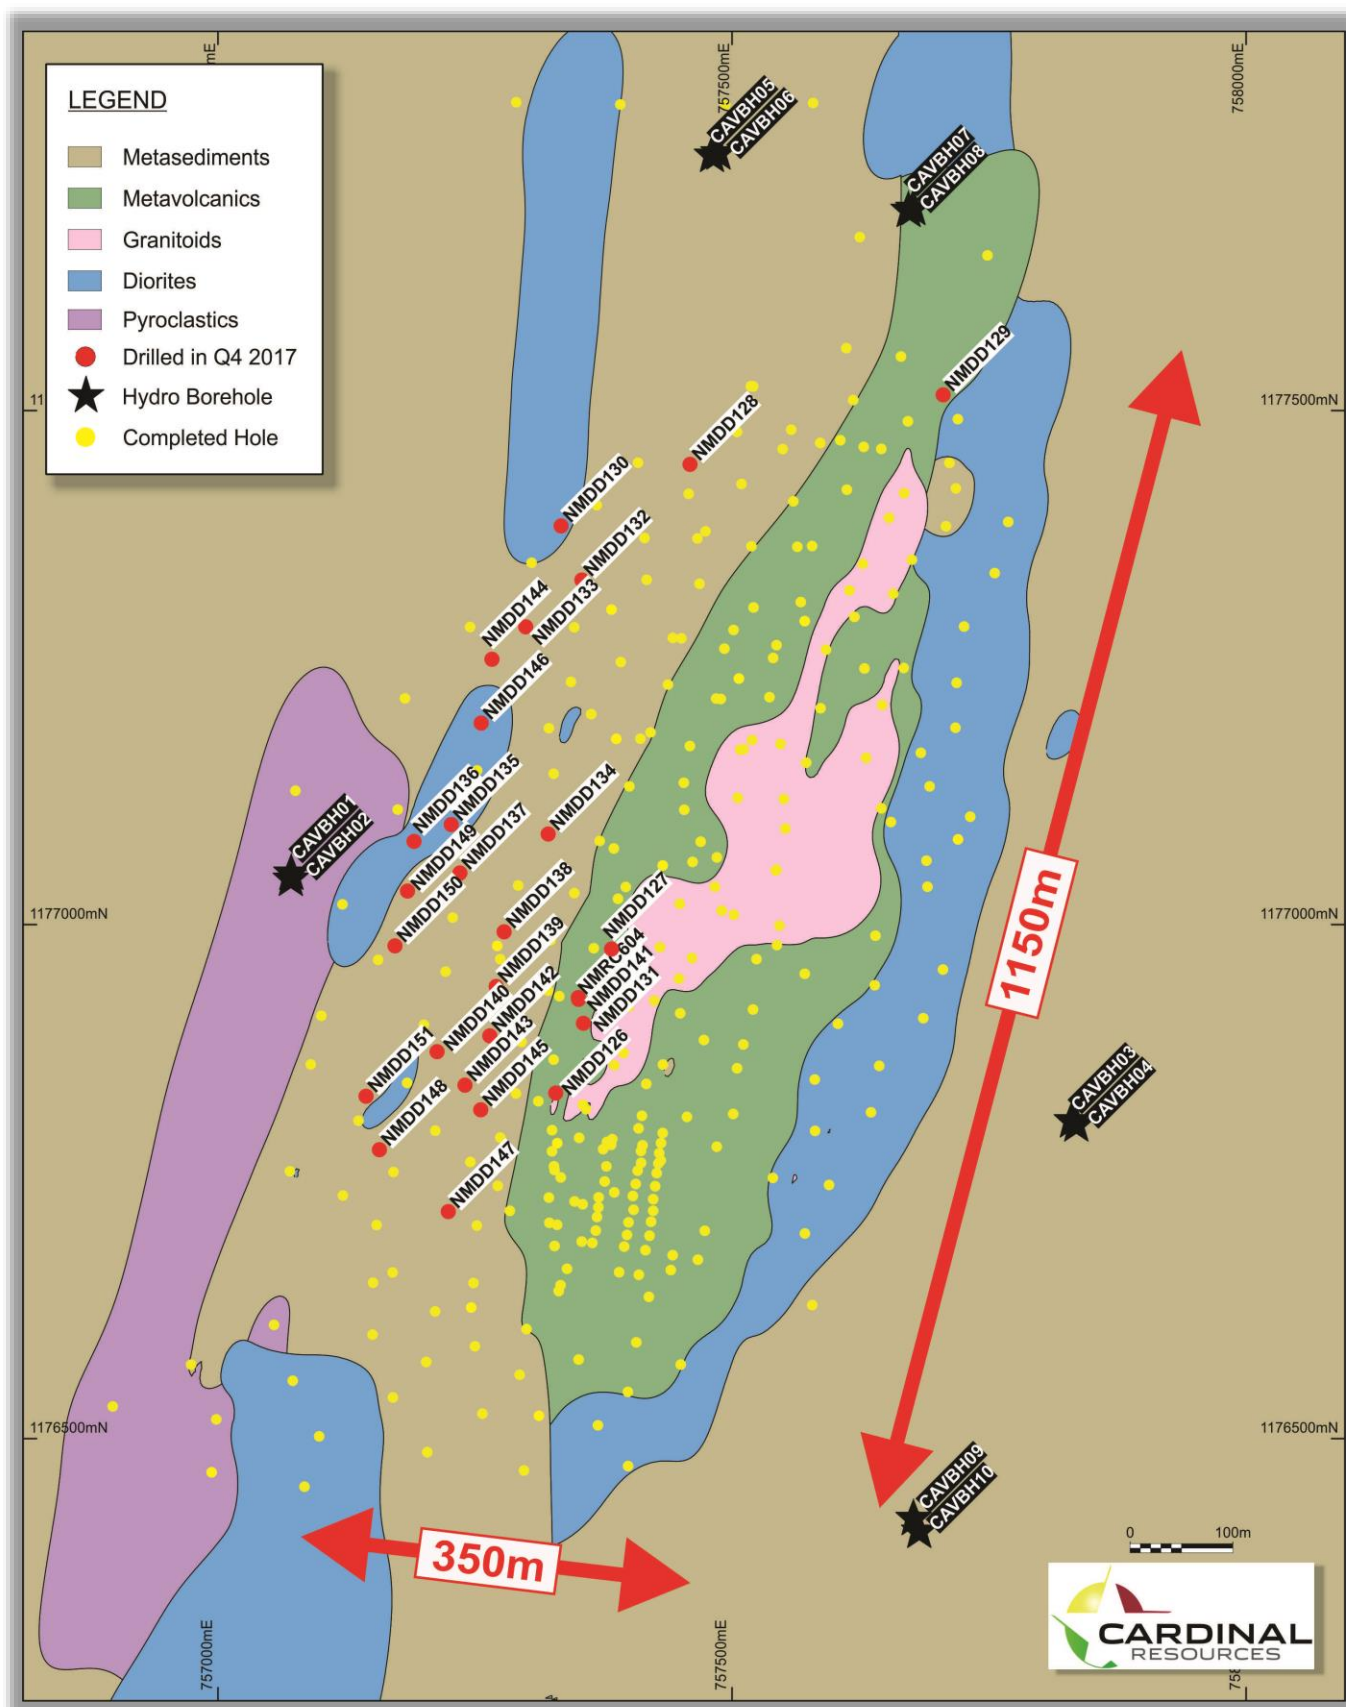 mE
757500mE
758000mE
LEGEND
Metasediments
Metavolcanics
Granitoids
Diorites
Pyroclastics
Drilled in Q4 2017
Hydro Borehole
Completed Hole
CAVBH05
CAVBH06
CAVBH07
CAVBH08
NMDD129
11
1177500mN
NMDD128
NMDD130
NMDD132
NMDD144
NMDD133
NMDD146
NMDD136
NMDD135
NMDD134
NMDD137
NMDD149
NMDD150
CAVBH01
CAVBH02
NMDD138
NMDD127
1177000mN
1177000mN
NMDD139
NMRC604
NMDD141
NMDD131
NMDD142
NMDD140
NMDD143
NMDD145
NMDD151
NMDD148
NMDD126
NMDD147
1150m
CAVBH03
CAVBH04
1176500mN
1176500mN
CAVBH09
CAVBH10
350m
0 100m
757000mE
757500mE
CARDINAL
RESOURCES